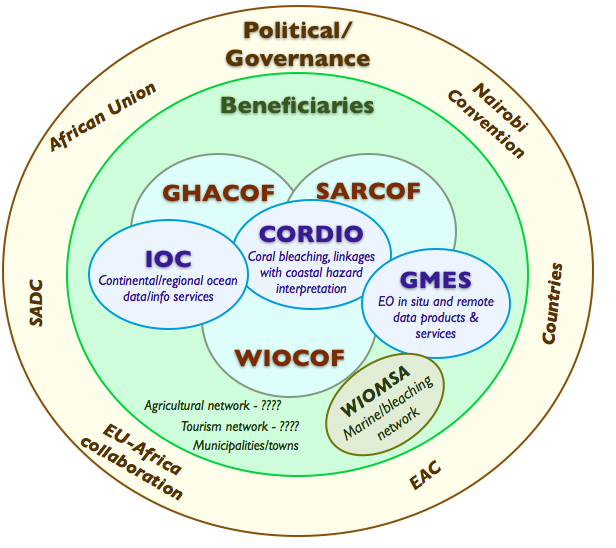 Political/
Governance
African Union
Nairobi
Convention
Beneficiaries
GHACOF
SARCOF
CORDIO
Coral bleaching, linkages
with coastal hazard
interpretation
IOC
Continental/regional ocean
data/info services
GMES
EO in situ and remote
data products &
services
SADC
Countries
WIOCOF
WIOMSA
Marine/bleaching
network
Agricultural network - ????
Tourism network - ????
Municipalities/towns
EU-Africa
collaboration
EAC